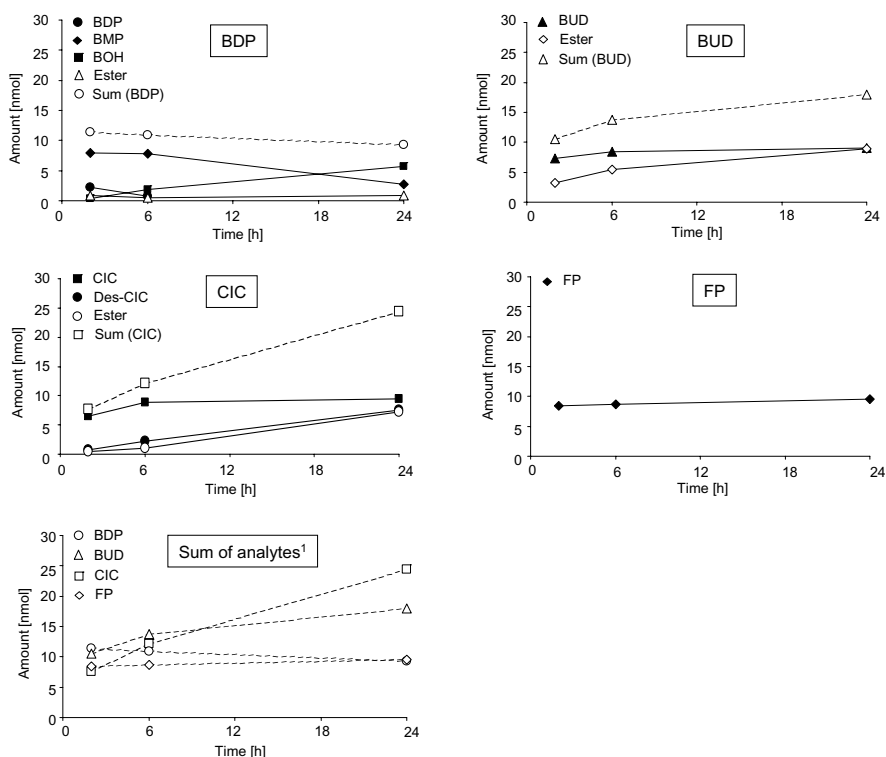 30
25
20
15
10
5
0
Amount [nmol]
BDP
BMP
BOH
Ester
Sum (BDP)
BDP
0 6 12 18 24
Time [h]
30
25
20
15
10
5
0
Amount [nmol]
BUD
Ester
Sum (BUD)
BUD
0 6 12 18 24
Time [h]
30
25
20
15
10
5
0
Amount [nmol]
CIC
Des-CIC
Ester
Sum (CIC)
CIC
0 6 12 18 24
Time [h]
30
25
20
15
10
5
0
Amount [nmol]
FP
FP
0 6 12 18 24
Time [h]
30
25
20
15
10
5
0
Amount [nmol]
BDP
BUD
CIC
FP
Sum of analytes¹
0 6 12 18 24
Time [h]